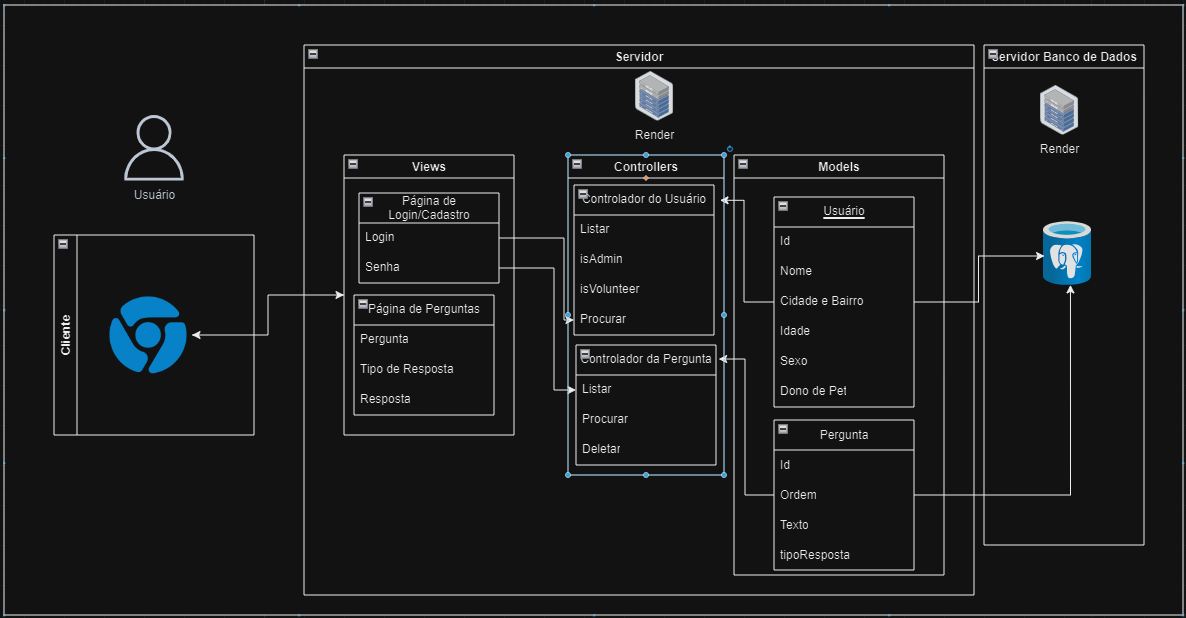 Usuário
Cliente
Servidor
Render
Views
Página de
Login/Cadastro
Login
Senha
Página de Perguntas
Pergunta
Tipo de Resposta
Resposta
Controllers
Controlador do Usuário
Listar
isAdmin
isVolunteer
Procurar
Controlador da Pergunta
Listar
Procurar
Deletar
Models
Usuário
Id
Nome
Cidade e Bairro
Idade
Sexo
Dono de Pet
Pergunta
Id
Ordem
Texto
tipoResposta
Servidor Banco de Dados
Render